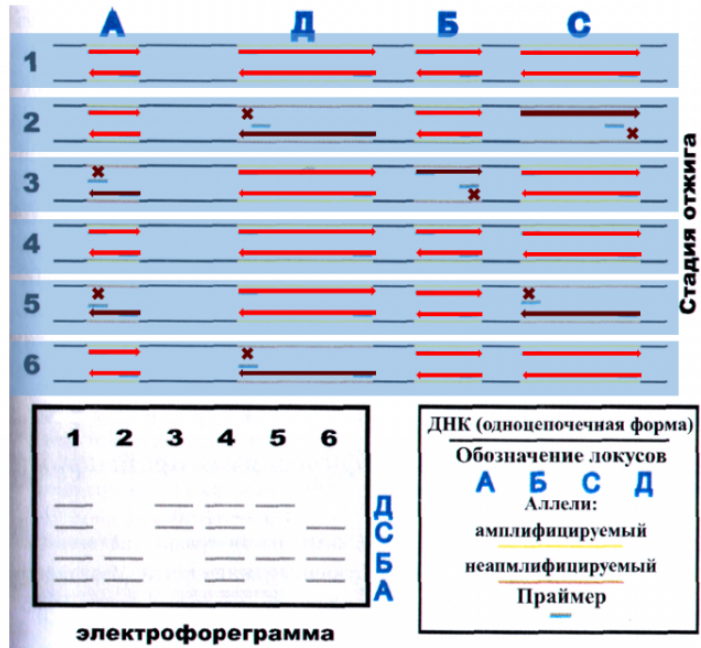 А Д Б С
1
2
3
4
5
6
Стадия отжига
1 2 3 4 5 6
Д
С
Б
А
электрофореграмма
ДНК (одноцепочечная форма)
Обозначение локусов
А Б С Д
Аллели:
амплифицируемый
неапмлифицируемый
Праймер